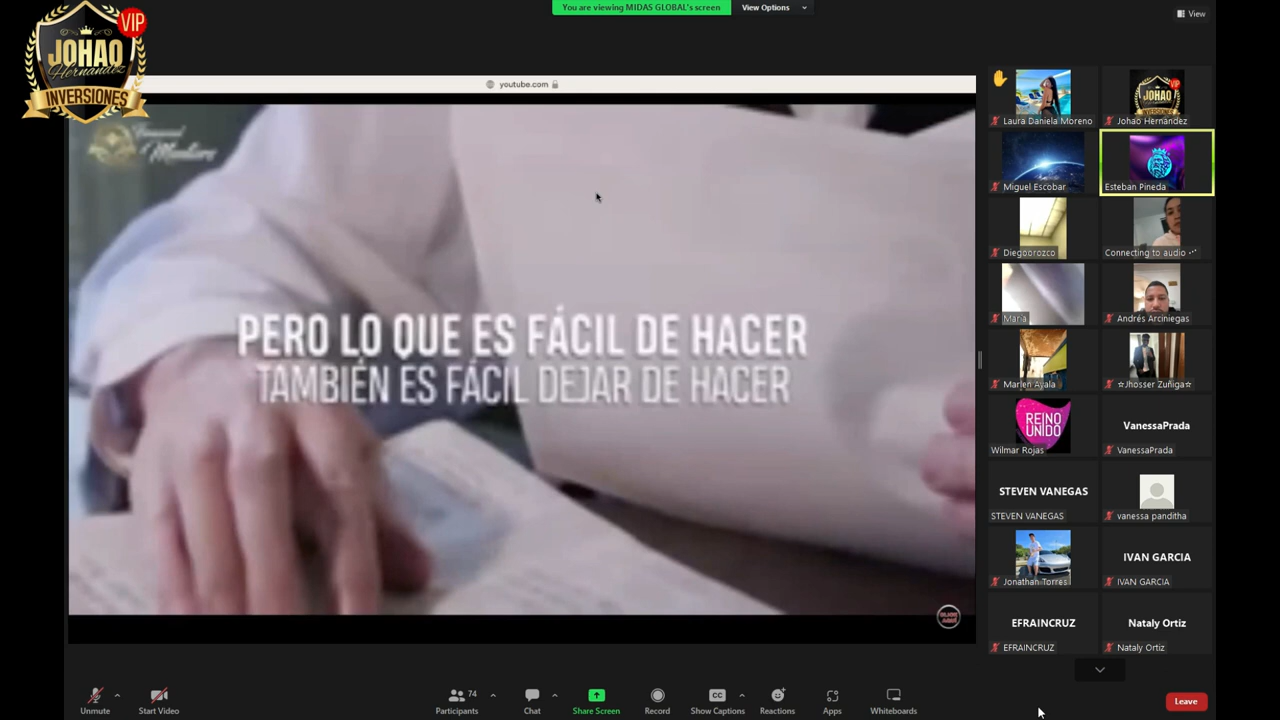 You are viewing MIDAS GLOBAL's screen
View Options
View
VIP
JOHAO
Hernandez
INVERSIONES
youtube.com
PERO LO QUE ES FÁCIL DE HACER
TAMBIÉN ES FÁCIL DEJAR DE HACER
Laura Daniela Moreno
Johao Hernandez
Miguel Escobar
Esteban Pineda
Diegoorozco
Connecting to audio
Maria
Andrés Arciniegas
Marlen Ayala
☆Jhosser Zuñiga☆
REINO
UNIDO
Wilmar Rojas
VanessaPrada
VanessaPrada
STEVEN VANEGAS
STEVEN VANEGAS
vanessa panditha
Jonathan Torres
IVAN GARCIA
IVAN GARCIA
EFRAINCRUZ
EFRAINCRUZ
Nataly Ortiz
Nataly Ortiz
Unmute
Start Video
74
Participants
Chat
Share Screen
Record
CC
Show Captions
Reactions
Apps
Whiteboards
Leave